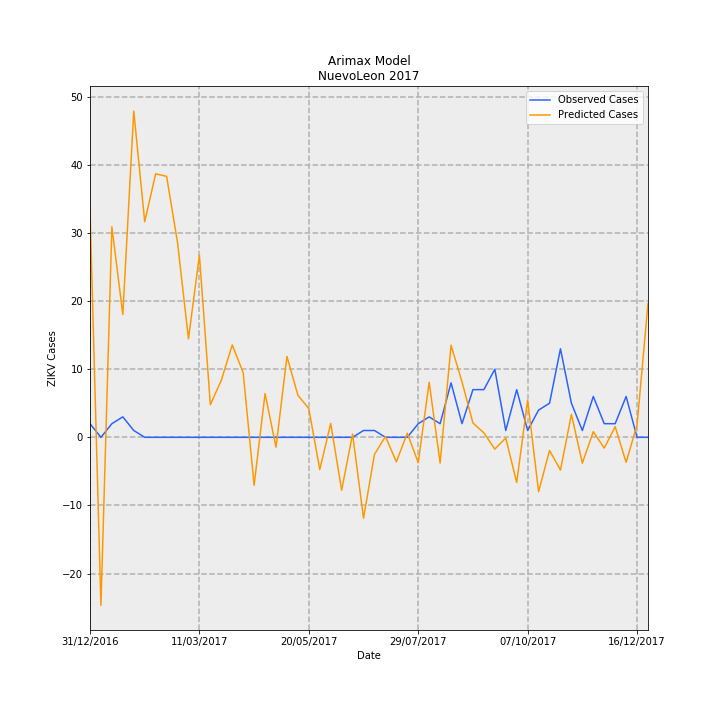 Arimax Model
NuevoLeon 2017
Observed Cases
Predicted Cases
50
40
30
20
10
0
−10
−20
ZIKV Cases
31/12/2016
11/03/2017
20/05/2017
29/07/2017
07/10/2017
16/12/2017
Date